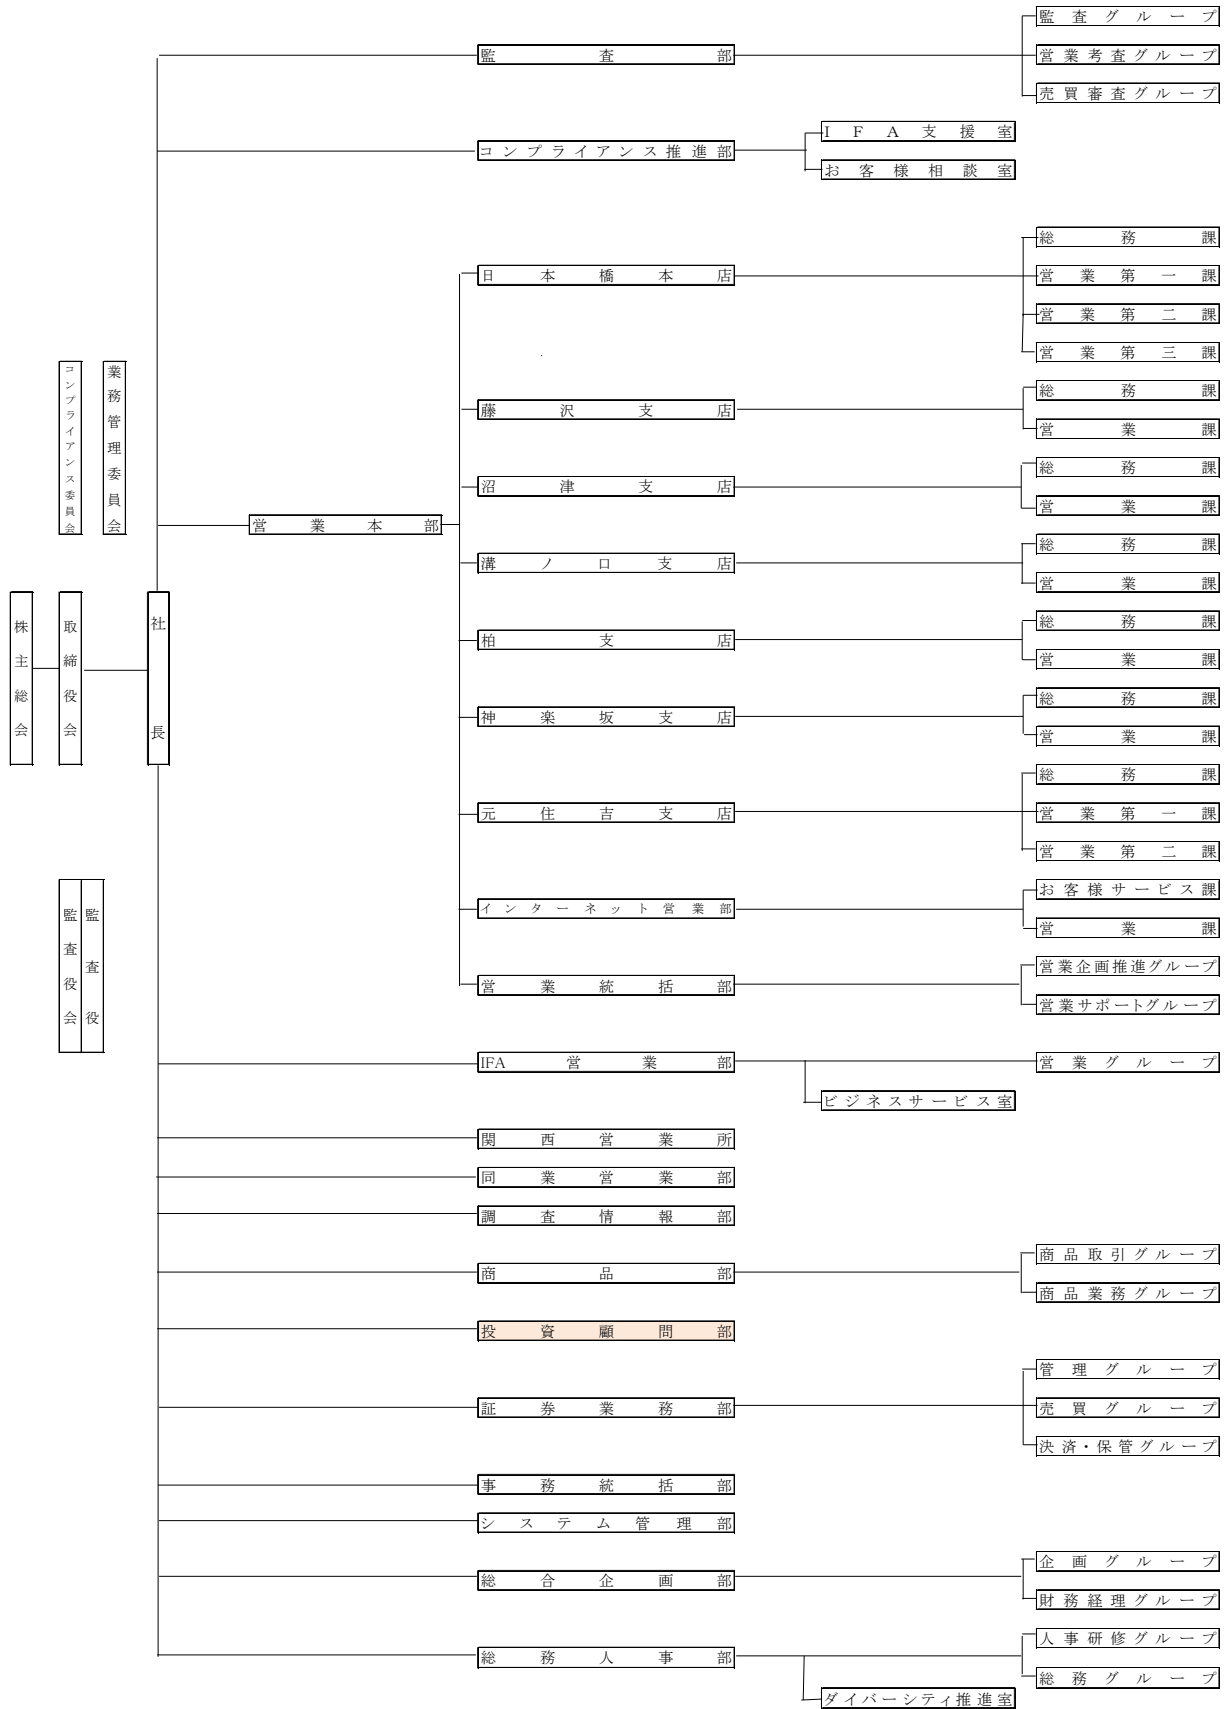 監査グループ
監査部
営業考査グループ
売買審査グループ
IFA支援室
コンプライアンス推進部
お客様相談室
総務課
日本橋本店
営業第一課
営業第二課
営業第三課
コンプライアンス委員会
業務管理委員会
総務課
藤沢支店
営業課
総務課
沼津支店
営業課
営業本部
総務課
溝ノ口支店
営業課
株主総会
取締役会
社長
総務課
柏支店
営業課
総務課
神楽坂支店
営業課
総務課
元住吉支店
営業第一課
営業第二課
監査役会
監査役
お客様サービス課
インターネット営業部
営業課
営業企画推進グループ
営業統括部
営業サポートグループ
IFA営業部
営業グループ
ビジネスサービス室
関西営業所
同業営業部
調査情報部
商品取引グループ
商品部
商品業務グループ
投資顧問部
管理グループ
証券業務部
売買グループ
決済・保管グループ
事務統括部
システム管理部
企画グループ
総合企画部
財務経理グループ
人事研修グループ
総務人事部
総務グループ
ダイバーシティ推進室